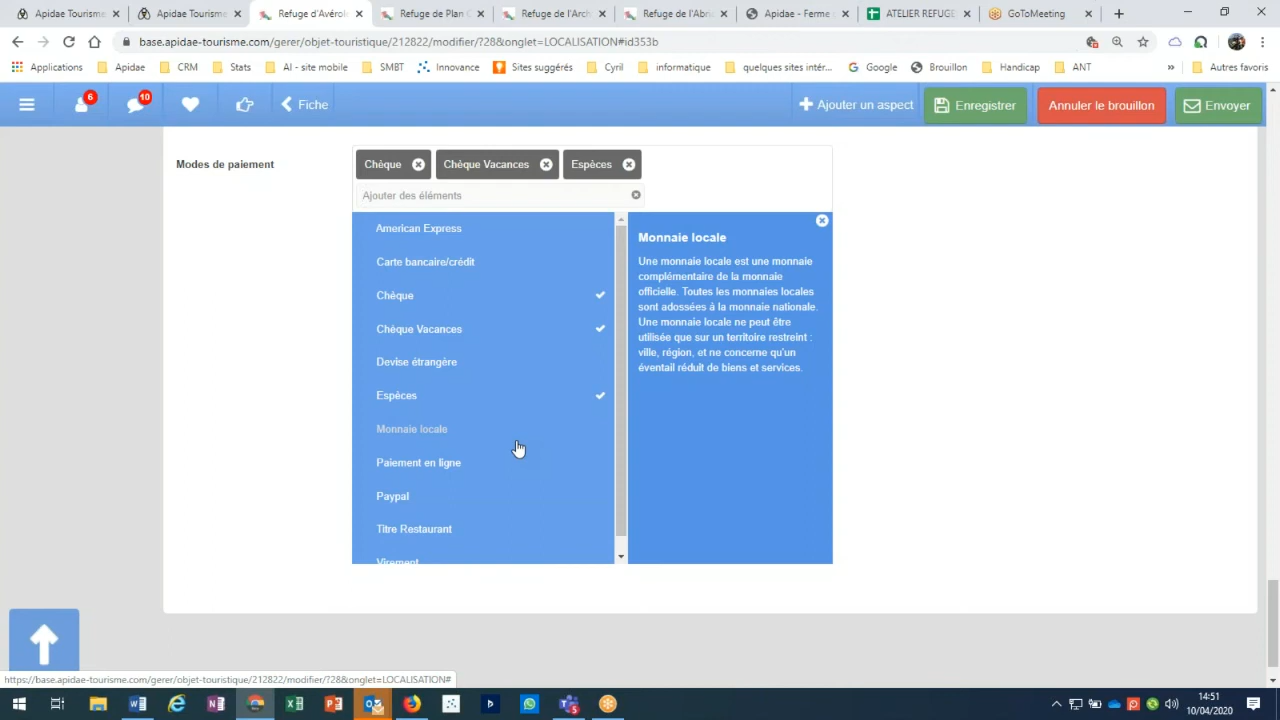 Apidae Tourisme
Apidae Tourisme
Refuge d'Avérol
Refuge de Plan C
Refuge de l'Arch
Refuge de l'Abri
Apidae - Ferme
ATELIER REFUGE
GoToMeeting
base.apidae-tourisme.com/gerer/objet-touristique/212822/modifier/?28&onglet=LOCALISATION#id353b
Applications
Apidae
CRM
Stats
AI - site mobile
SMBT
Innovance
Sites suggérés
Cyril
informatique
quelques sites intér...
Google
Brouillon
Handicap
ANT
»
Autres favoris
6
10
Fiche
Ajouter un aspect
Enregistrer
Annuler le brouillon
Envoyer
Modes de paiement
Chèque
Chèque Vacances
Espèces
Ajouter des éléments
American Express
Carte bancaire/crédit
Chèque
Chèque Vacances
Devise étrangère
Espèces
Monnaie locale
Paiement en ligne
Paypal
Titre Restaurant
Virement
Monnaie locale
Une monnaie locale est une monnaie
complémentaire de la monnaie
officielle. Toutes les monnaies locales
sont adossées à la monnaie nationale.
Une monnaie locale ne peut être
utilisée que sur un territoire restreint :
ville, région, et ne concerne qu'un
éventail réduit de biens et services.
https://base.apidae-tourisme.com/gerer/objet-touristique/212822/modifier/?28&onglet=LOCALISATION#
14:51
10/04/2020